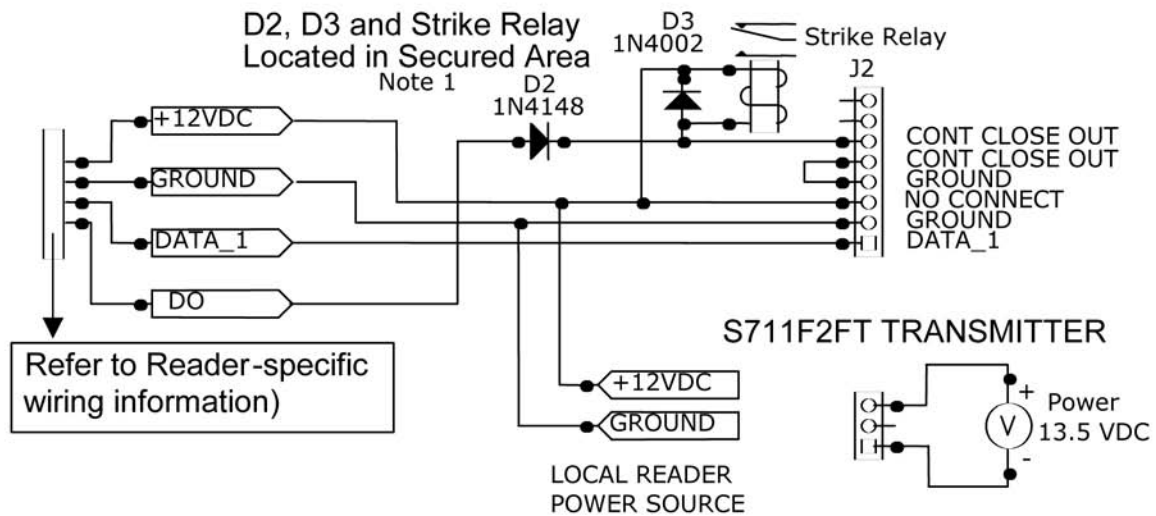 D2, D3 and Strike Relay
Located in Secured Area
Note 1
D2
1N4148
D3
1N4002
Strike Relay
J2
+12VDC
GROUND
DATA_1
DO
CONT CLOSE OUT
CONT CLOSE OUT
GROUND
NO CONNECT
GROUND
DATA_1
Refer to Reader-specific
wiring information)
+12VDC
GROUND
LOCAL READER
POWER SOURCE
S711F2FT TRANSMITTER
+
V
-
Power
13.5 VDC